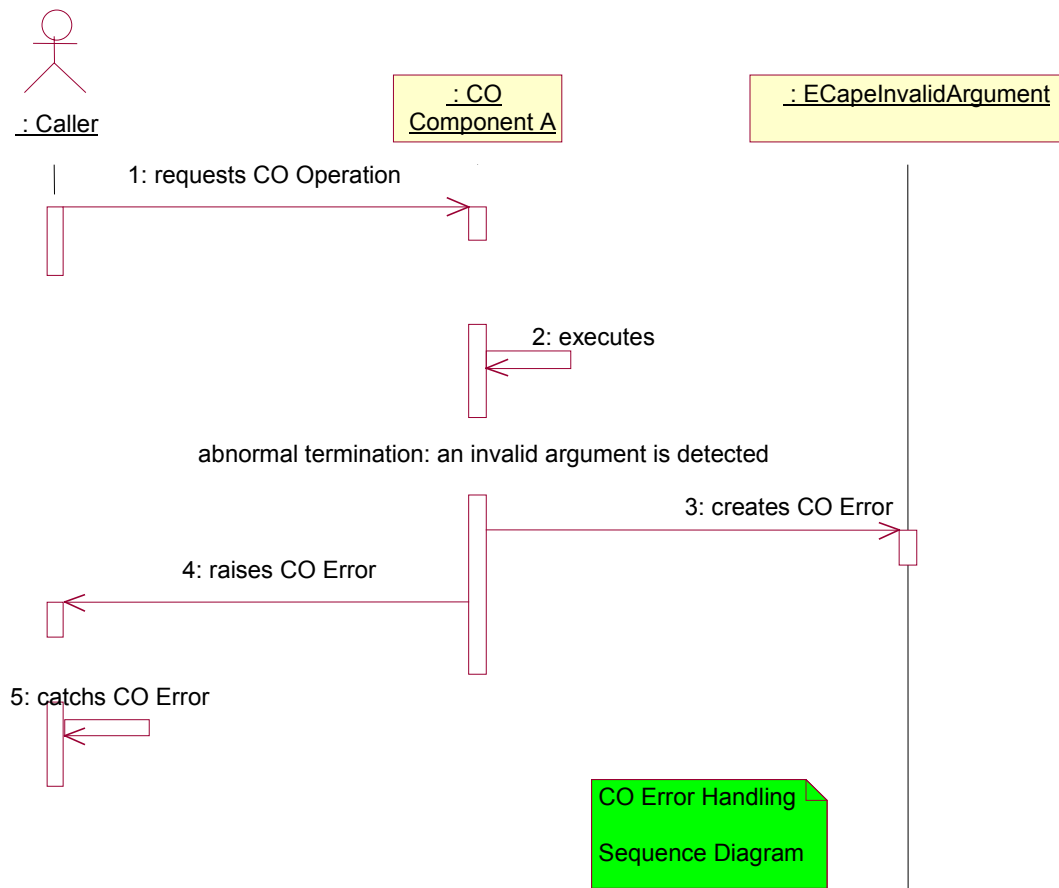 : Caller
: CO
Component A
: ECapeInvalidArgument
1: requests CO Operation
2: executes
abnormal termination: an invalid argument is detected
3: creates CO Error
4: raises CO Error
5: catchs CO Error
CO Error Handling
Sequence Diagram